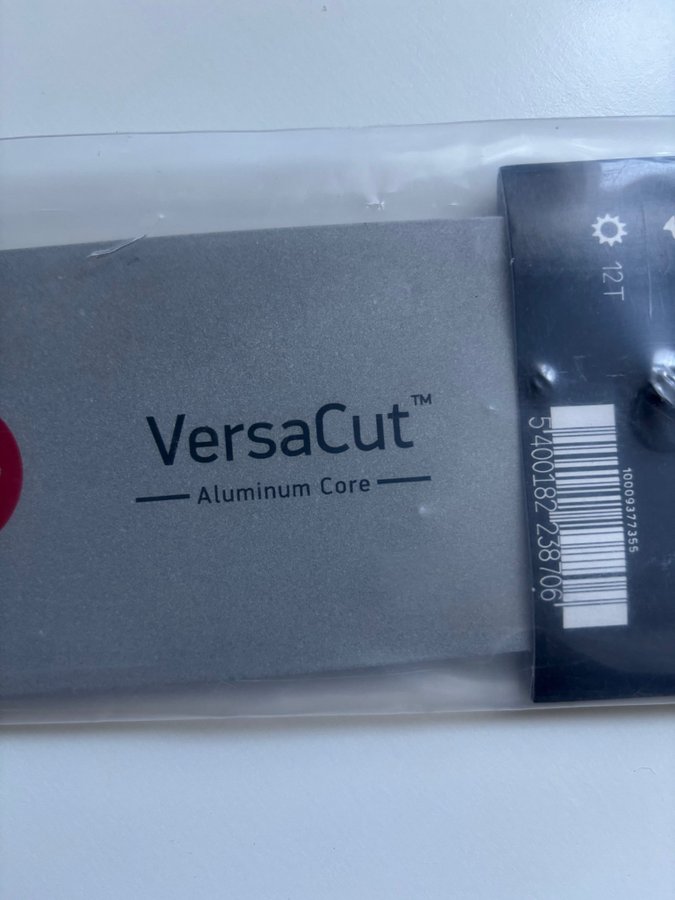 VersaCut™
Aluminum Core
12T
5400182 238706
10009377355